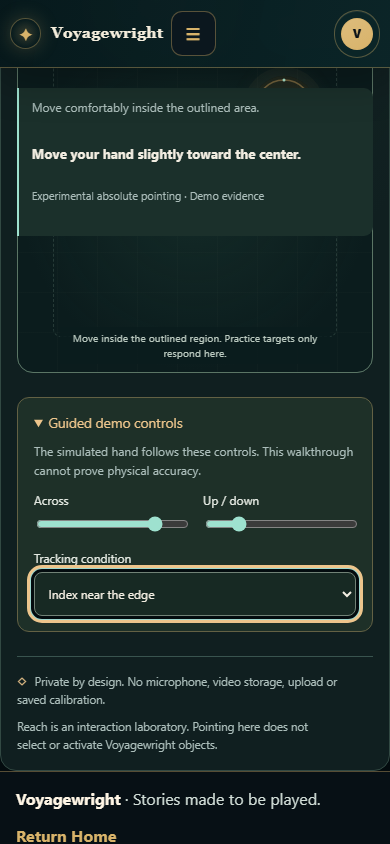 Voyagewright
V
Move comfortably inside the outlined area.
Move your hand slightly toward the center.
Experimental absolute pointing · Demo evidence
Move inside the outlined region. Practice targets only
respond here.
▼ Guided demo controls
The simulated hand follows these controls. This walkthrough
cannot prove physical accuracy.
Across
Up / down
Tracking condition
Index near the edge
Private by design. No microphone, video storage, upload or
saved calibration.
Reach is an interaction laboratory. Pointing here does not
select or activate Voyagewright objects.
Voyagewright · Stories made to be played.
Return Home